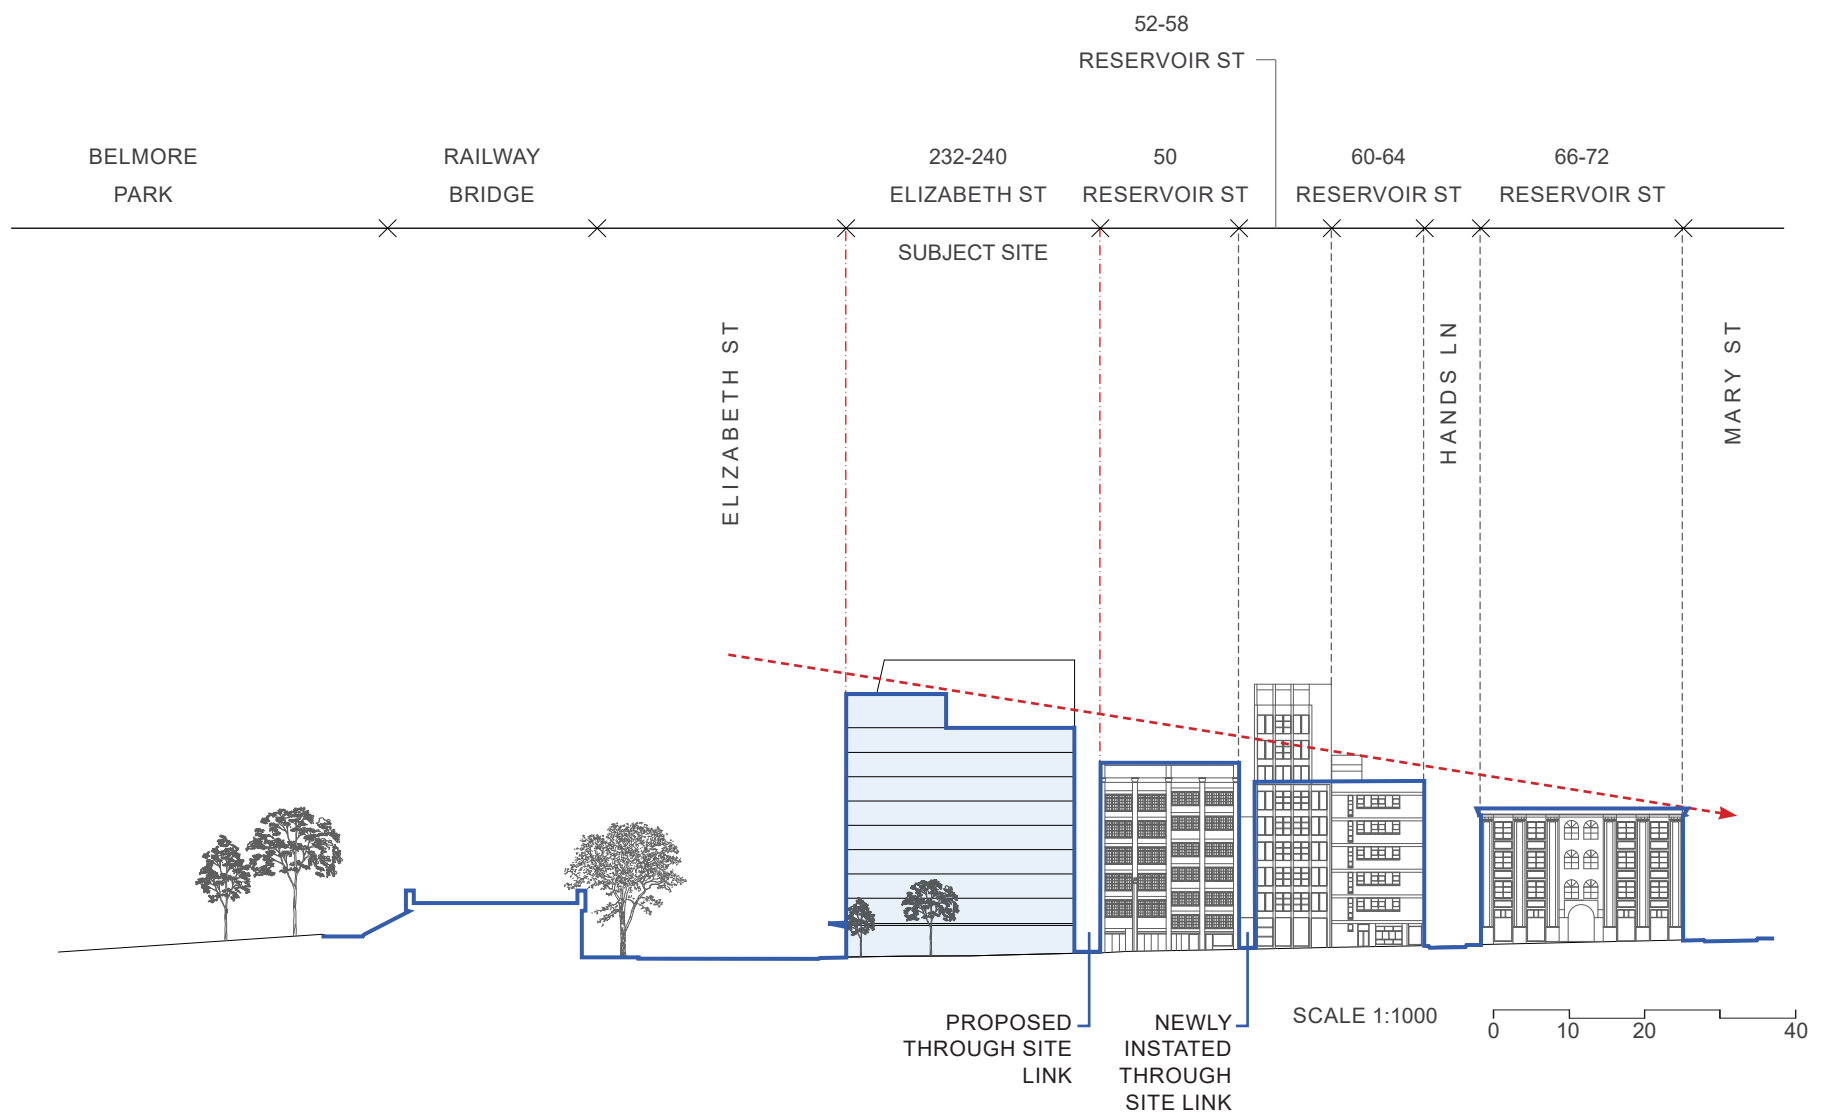 52-58
RESERVOIR ST
BELMORE
PARK
RAILWAY
BRIDGE
232-240
ELIZABETH ST
50
RESERVOIR ST
60-64
RESERVOIR ST
66-72
RESERVOIR ST
SUBJECT SITE
ELIZABETH ST
HANDS LN
MARY ST
PROPOSED
THROUGH SITE
LINK
NEWLY
INSTATED
THROUGH
SITE LINK
SCALE 1:1000
0 10 20 40